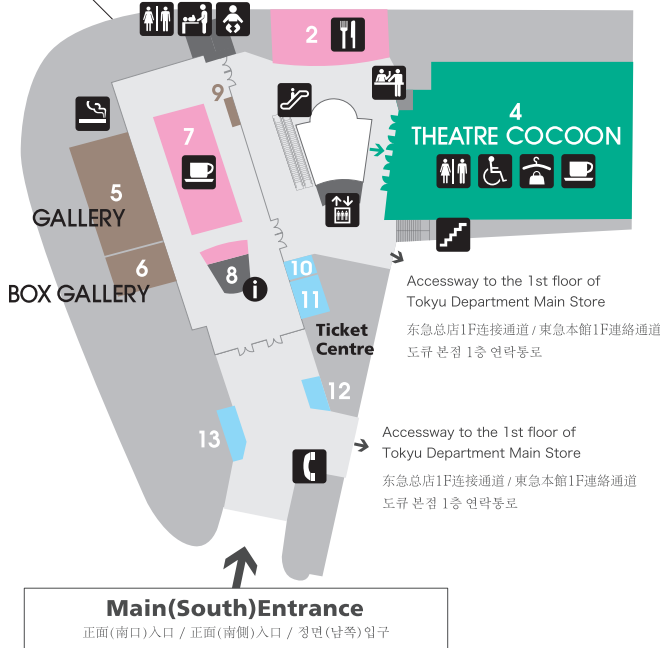 2
9
4
THEATRE COCOON
7
5
GALLERY
6
BOX GALLERY
8
i
10
11
Accessway to the 1st floor of
Tokyu Department Main Store
东急总店1F连接通道 / 東急本館1F連絡通道
도큐 본점 1층 연락통로
Ticket
Centre
12
13
Accessway to the 1st floor of
Tokyu Department Main Store
东急总店1F连接通道 / 東急本館1F連絡通道
도큐 본점 1층 연락통로
Main(South)Entrance
正面(南口)入口 / 正面(南側)入口 / 정면(남쪽)입구